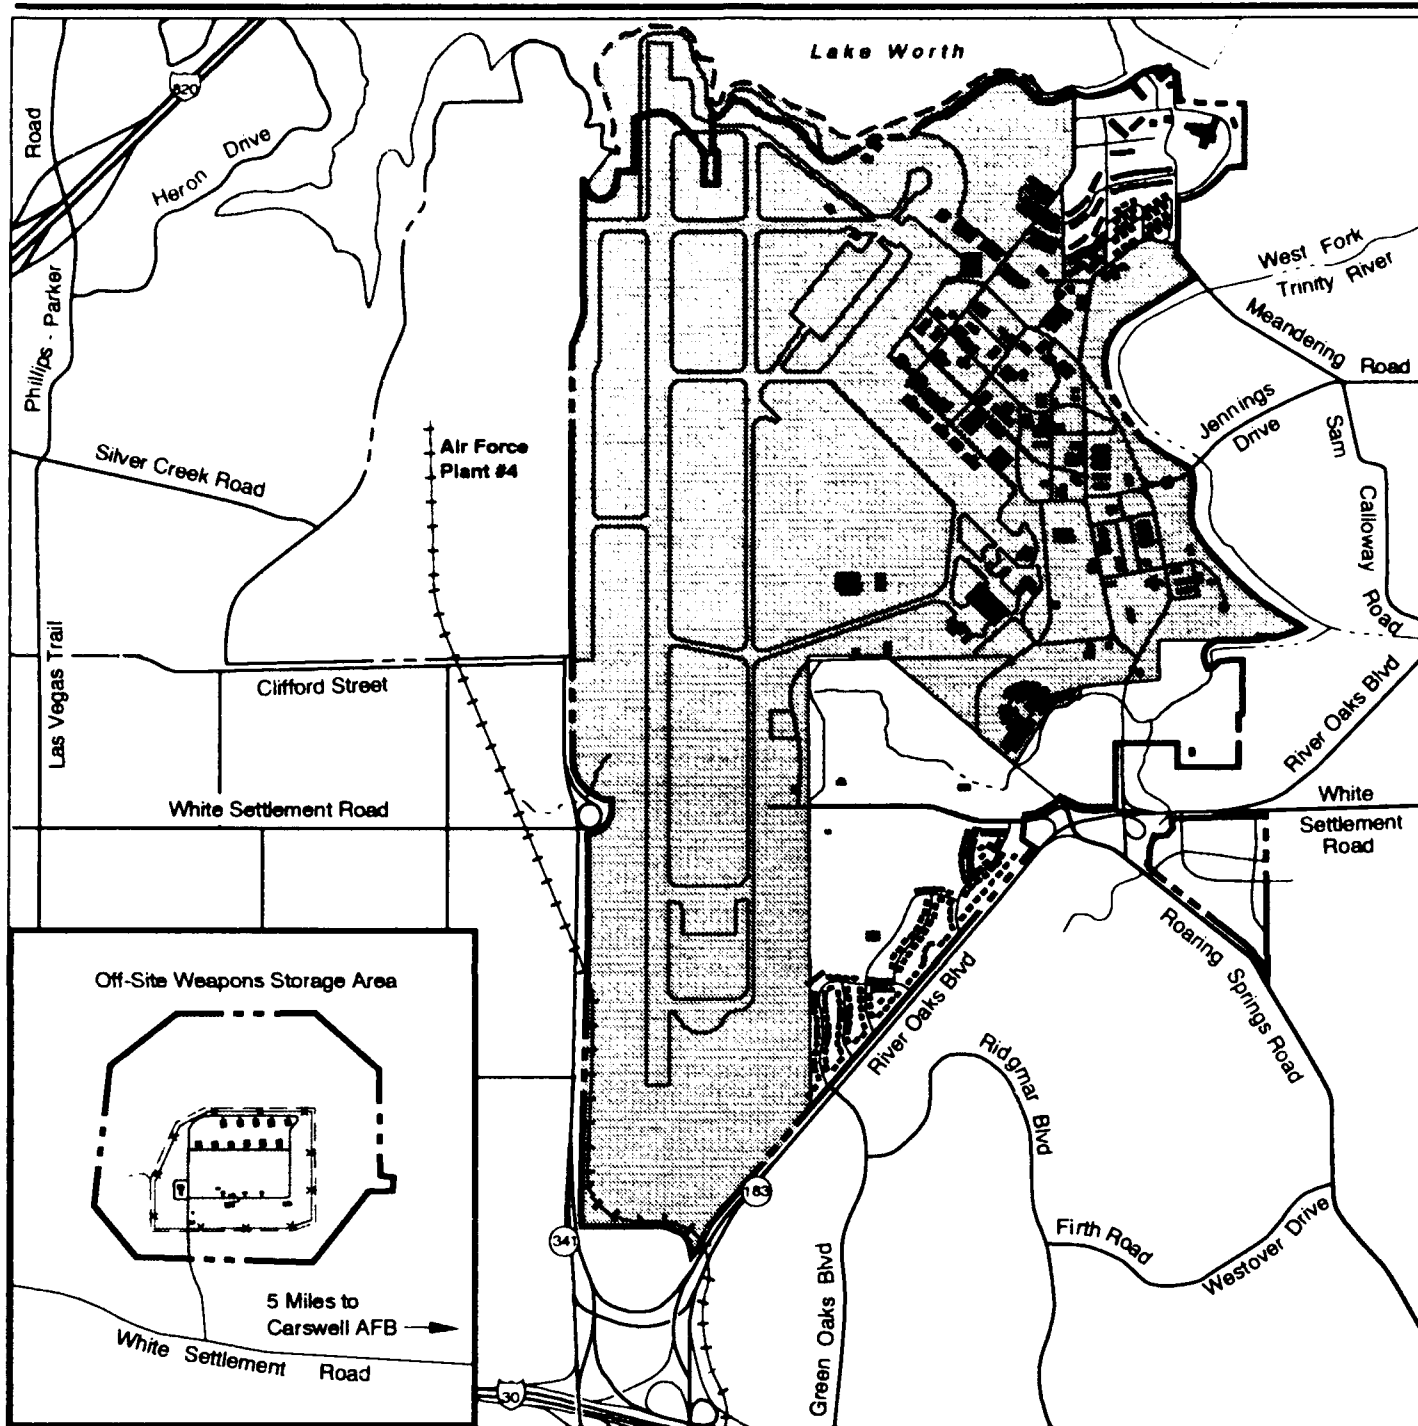 Lake Worth
820
Road
Heron Drive
West Fork
Trinity River
Phillips - Parker
Meandering
Road
Jennings
Drive
Sam
Calloway
Road
Air Force
Plant #4
Silver Creek Road
Las Vegas Trail
Clifford Street
River Oaks Blvd
White Settlement Road
White
Settlement
Road
Off-Site Weapons Storage Area
River Oaks Blvd
Roaring Springs Road
Ridgmar Blvd
183
341
Firth Road
Westover Drive
Green Oaks Blvd
5 Miles to
Carswell AFB
White Settlement Road
30